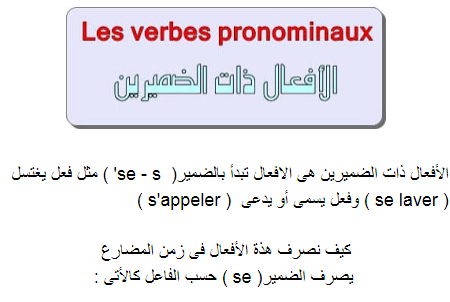 Les verbes pronominaux
الأفعال ذات الضميرين
الأفعال ذات الضميرين هى الافعال تبدأ بالضمير( se - s' ) مثل فعل يغتسل
( se laver ) وفعل يسمى أو يدعى ( s'appeler )
كيف نصرف هذة الأفعال فى زمن المضارع
يصرف الضمير( se ) حسب الفاعل كالأتى :